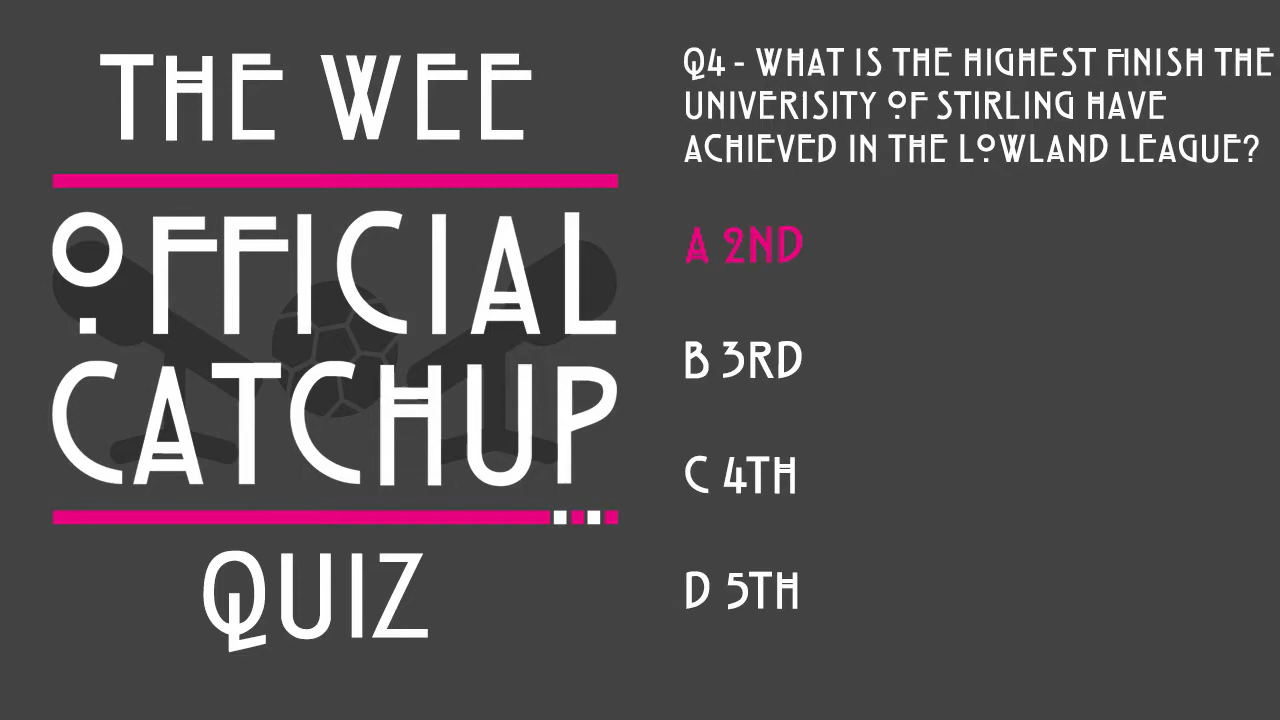 THE WEE
OFFICIAL
CATCHUP
QUIZ
Q4 - WHAT IS THE HIGHEST FINISH THE
UNIVERISITY OF STIRLING HAVE
ACHIEVED IN THE LOWLAND LEAGUE?
A 2ND
B 3RD
C 4TH
D 5TH